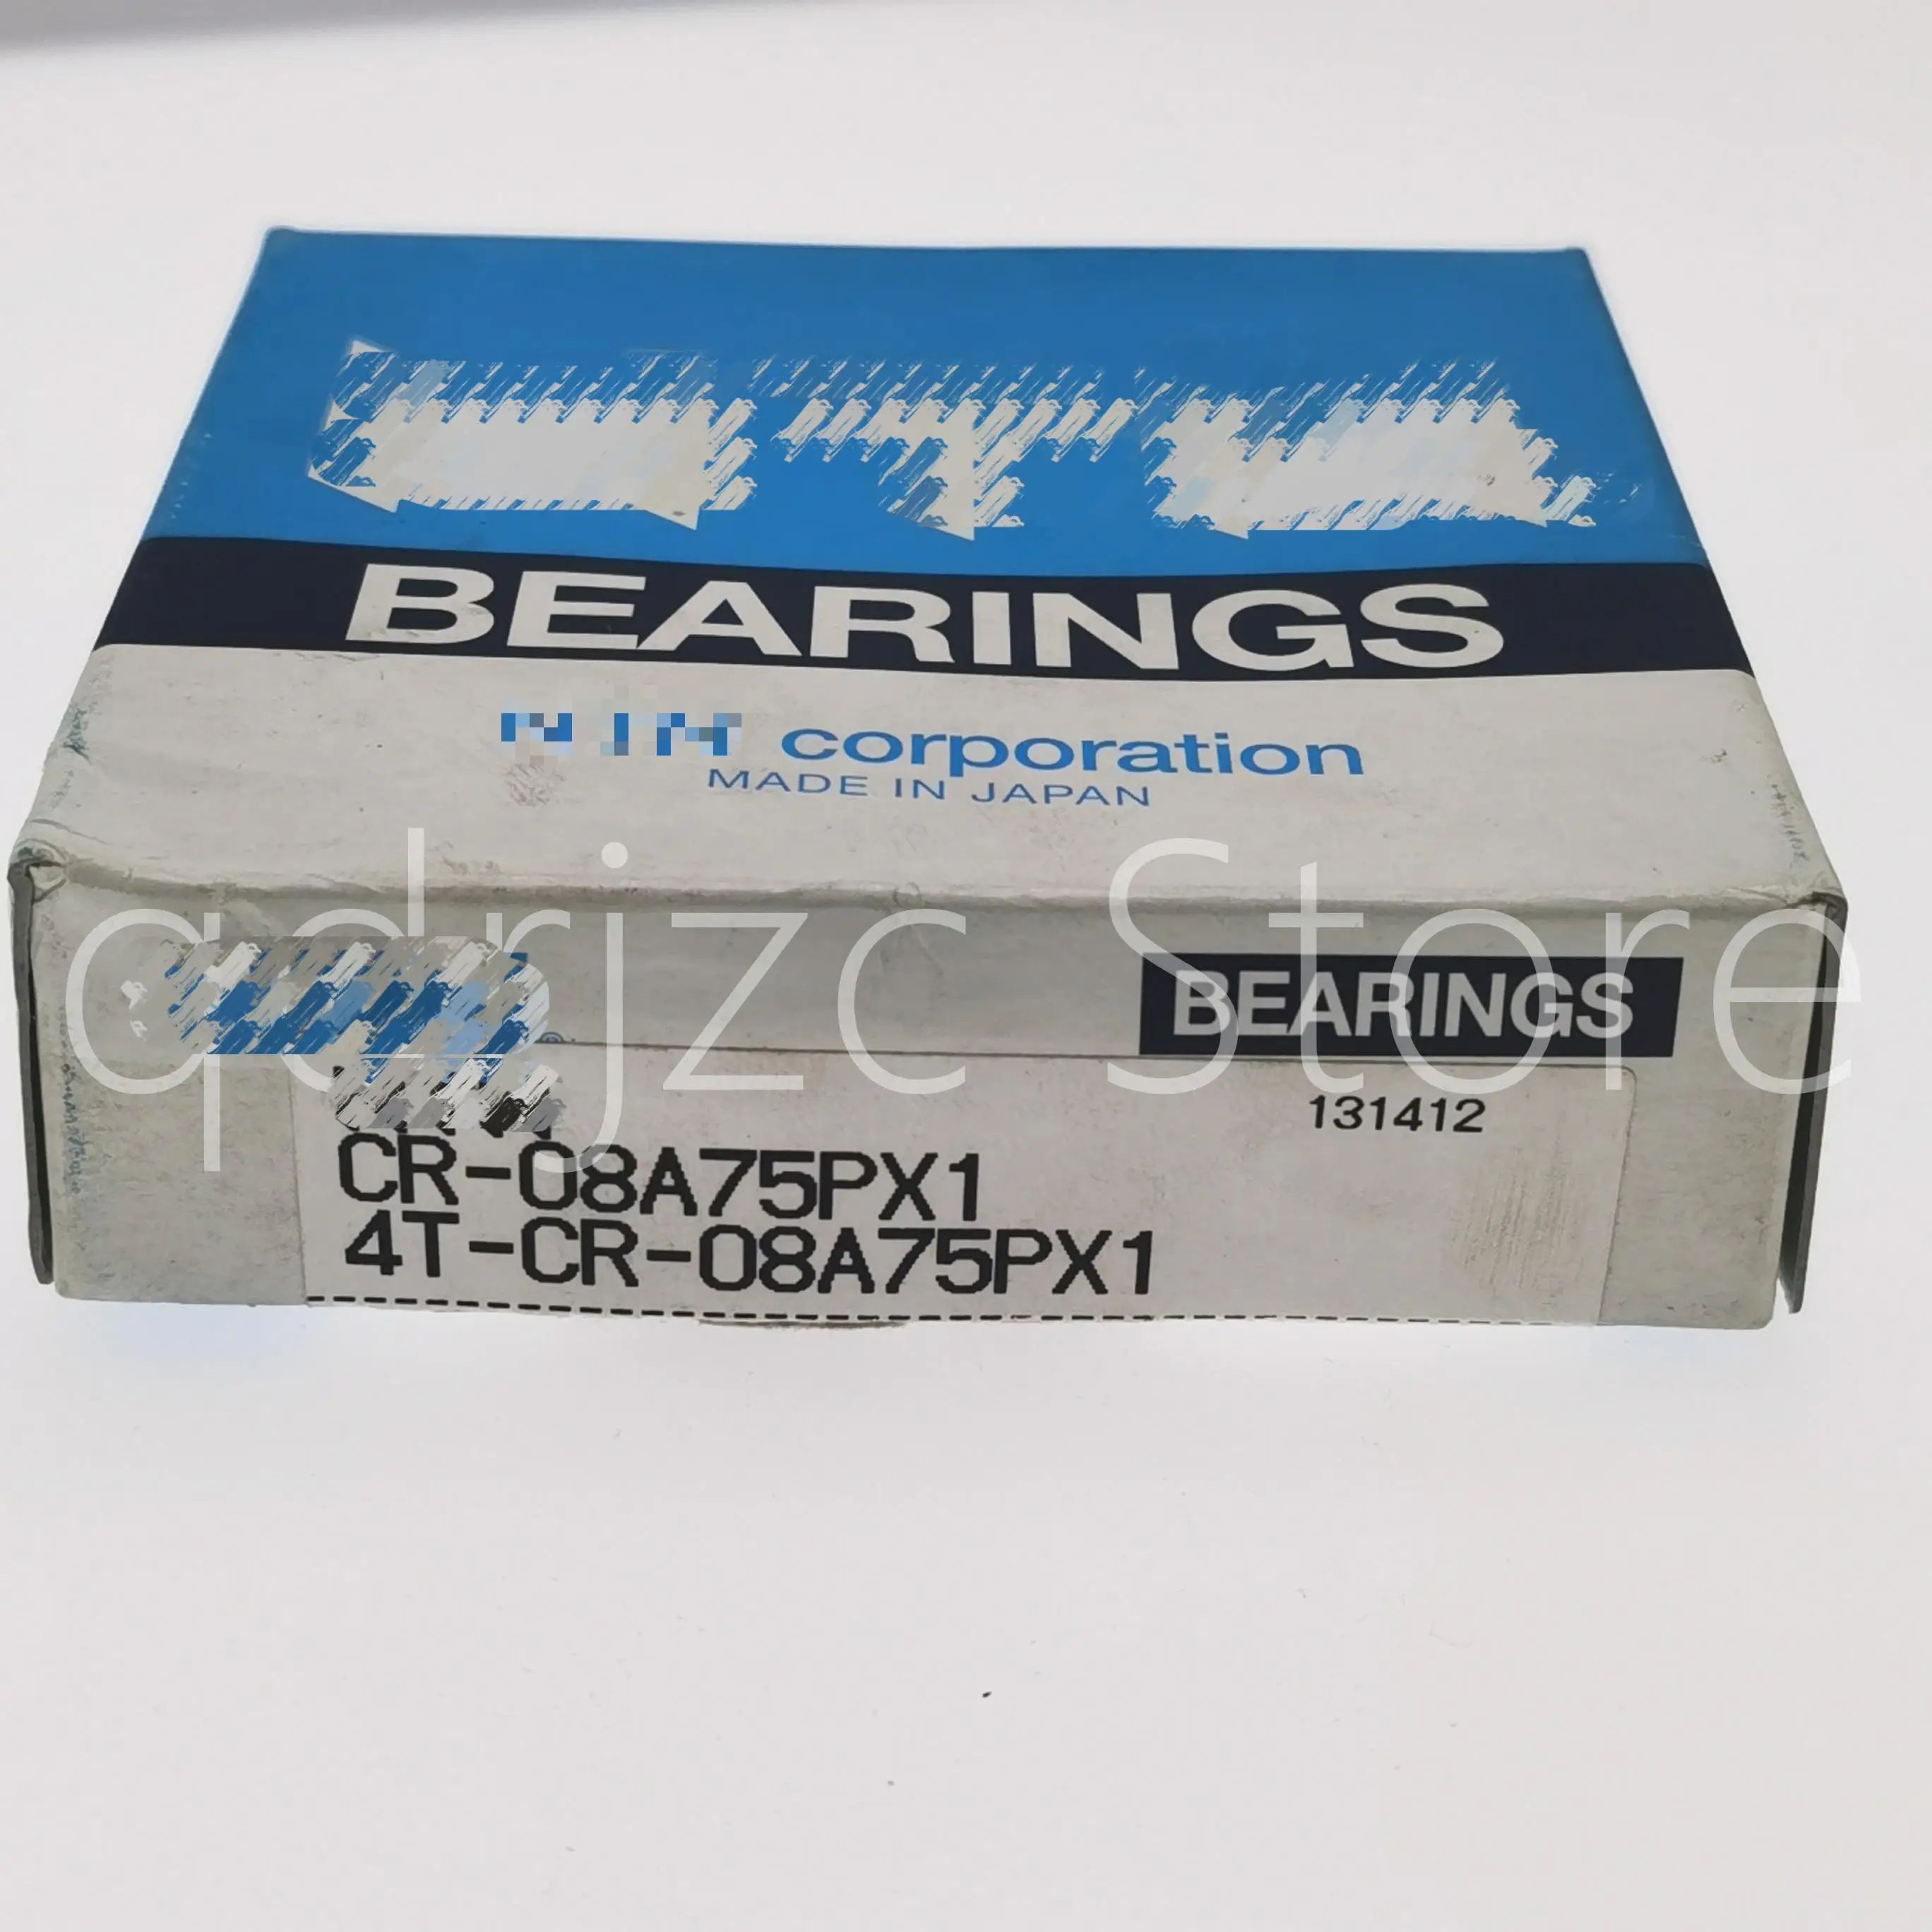 BEARINGS
corporation
MADE IN JAPAN
qdrjzc Store
BEARINGS
131412
CR-08A75PX1
4T-CR-08A75PX1